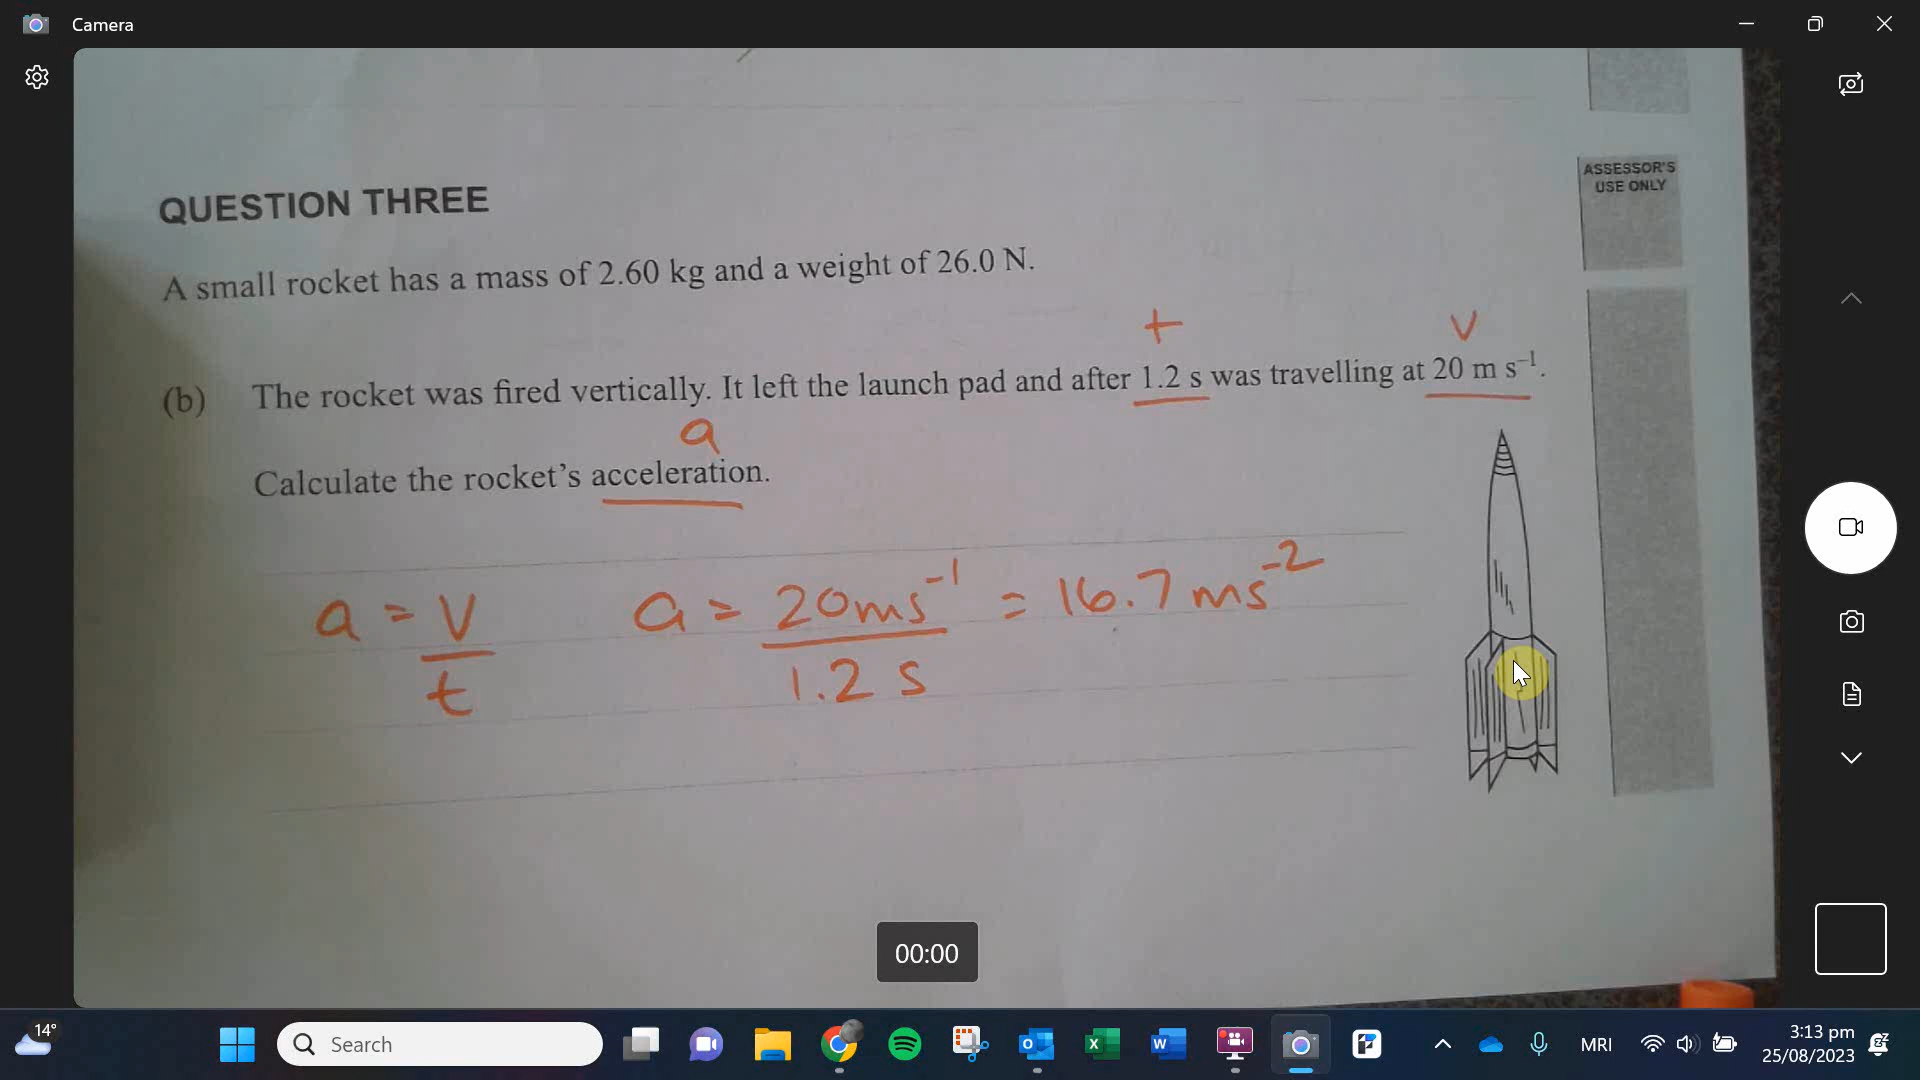 Camera
ASSESSOR'S
USE ONLY
QUESTION THREE
A small rocket has a mass of 2.60 kg and a weight of 26.0 N.
t v
(b) The rocket was fired vertically. It left the launch pad and after 1.2 s was travelling at 20 m s⁻¹.
a
Calculate the rocket's acceleration.
a = v/t a = 20ms⁻¹/1.2 s = 16.7 ms⁻²
00:00
14°
Search
MRI
3:13 pm
25/08/2023